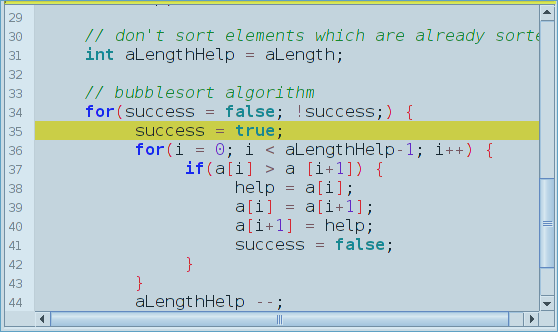 29
30 // don't sort elements which are already sorte
31 int aLengthHelp = aLength;
32
33 // bubblesort algorithm
34 for(success = false; !success;) {
35 success = true;
36 for(i = 0; i < aLengthHelp-1; i++) {
37 if(a[i] > a [i+1]) {
38 help = a[i];
39 a[i] = a[i+1];
40 a[i+1] = help;
41 success = false;
42 }
43 }
44 aLengthHelp --;